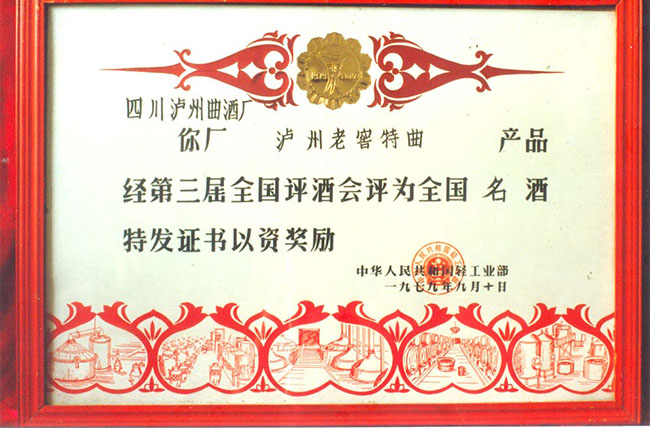 四川泸州曲酒厂
你厂 泸州老窖特曲 产品
经第三届全国评酒会评为全国名酒
特发证书以资奖励
中华人民共和国轻工业部
一九七九年九月十日